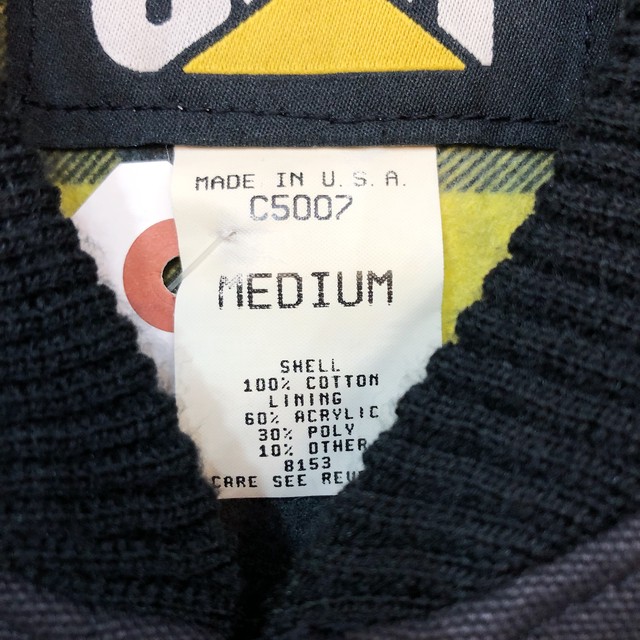 MADE IN U.S.A.
C5007
MEDIUM
SHELL
100% COTTON
LINING
60% ACRYLIC
30% POLY
10% OTHER
8153
CARE SEE